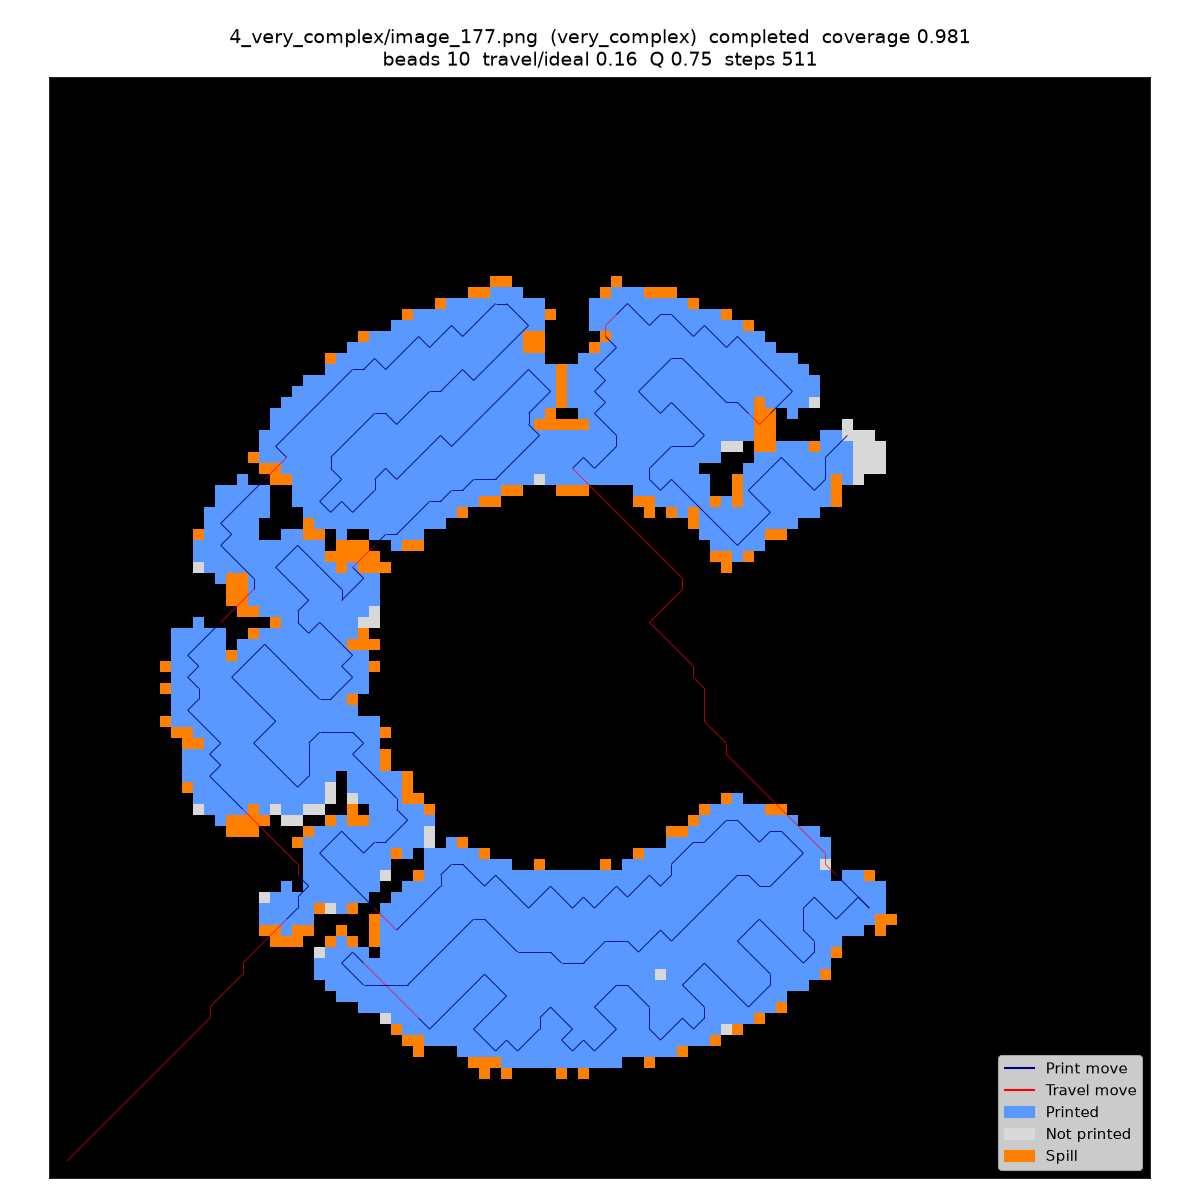 4_very_complex/image_177.png  (very_complex)  completed  coverage 0.981
beads 10  travel/ideal 0.16  Q 0.75  steps 511
Print move
Travel move
Printed
Not printed
Spill